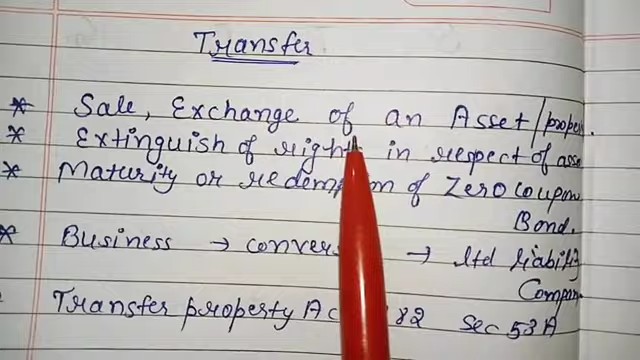 Transfer
* Sale, Exchange of an Asset/proper
* Extinguish of right in respect of asse
* Maturity or redem of Zero coupon
Bond.
* Business → conver → ltd liability
Compan
Transfer property Ac 82 Sec 53A